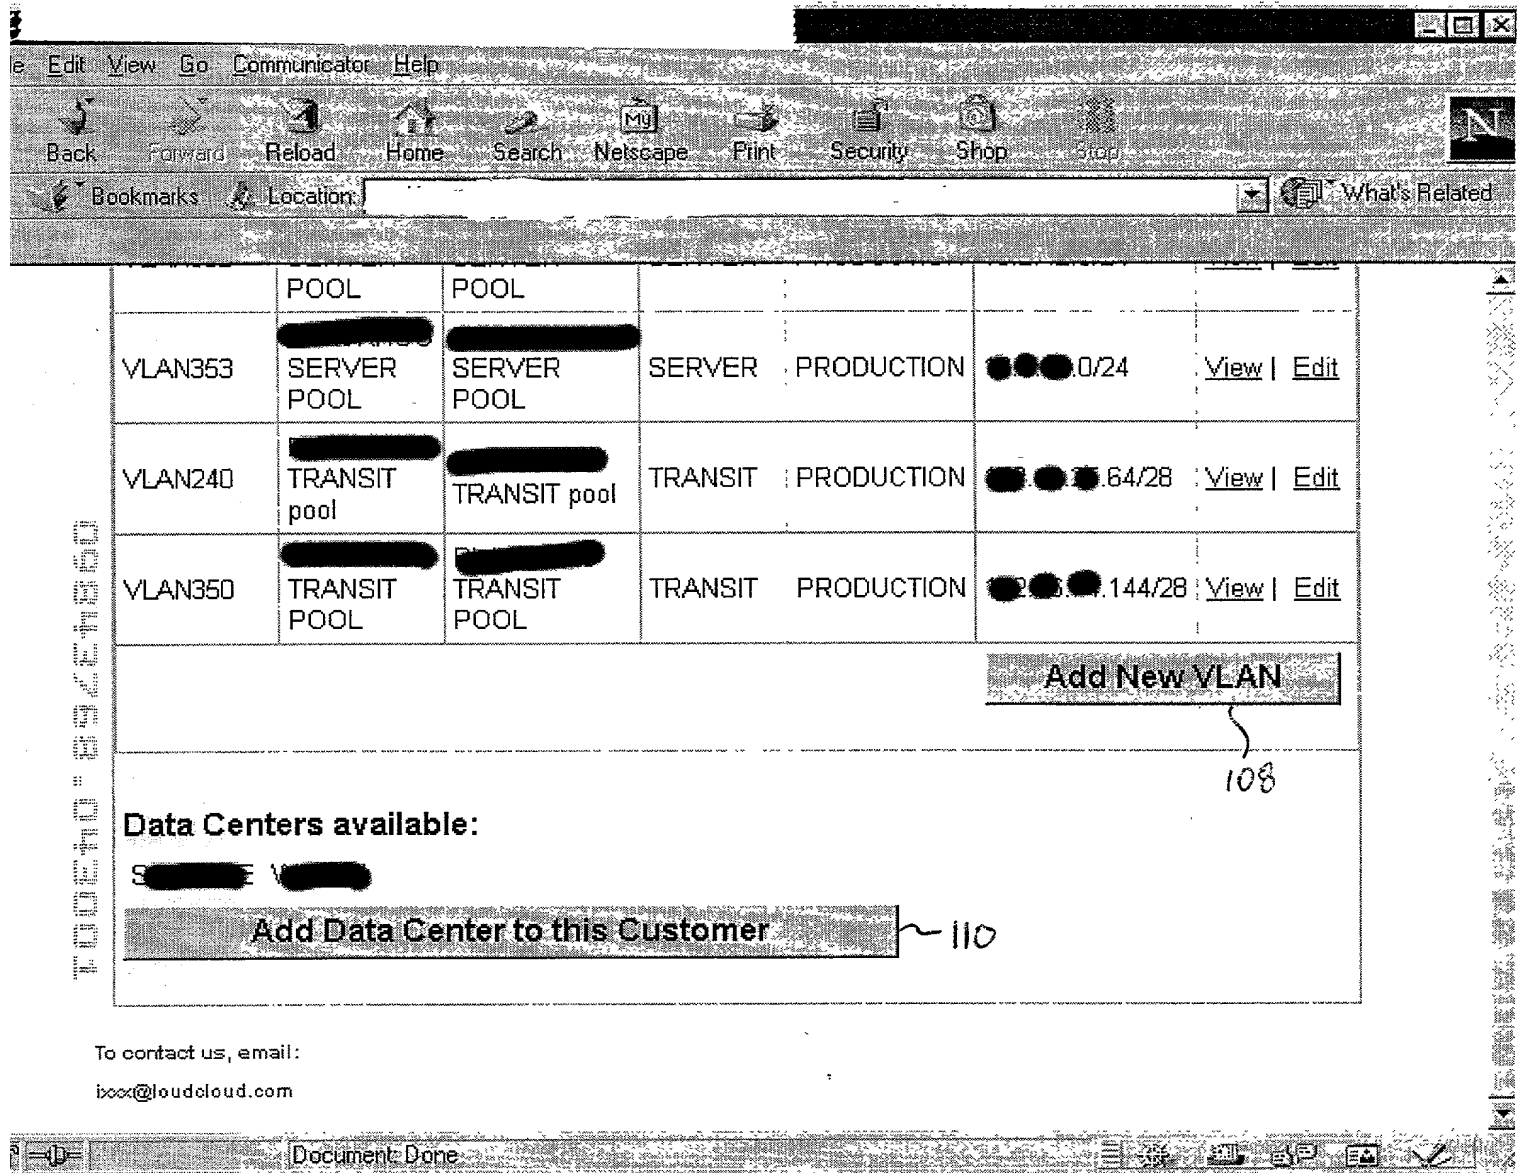 Edit View Go Communicator Help
Back Forward Reload Home Search Netscape Print Security Shop Stop
My
N
Bookmarks Location: What's Related
POOL POOL
VLAN353 SERVER POOL SERVER POOL SERVER PRODUCTION .0/24 View | Edit
VLAN240 TRANSIT pool TRANSIT pool TRANSIT PRODUCTION .64/28 View | Edit
VLAN350 TRANSIT POOL TRANSIT POOL TRANSIT PRODUCTION .144/28 View | Edit
Add New VLAN
108
Data Centers available:
Add Data Center to this Customer
110
To contact us, email:
ixxx@loudcloud.com
Document: Done